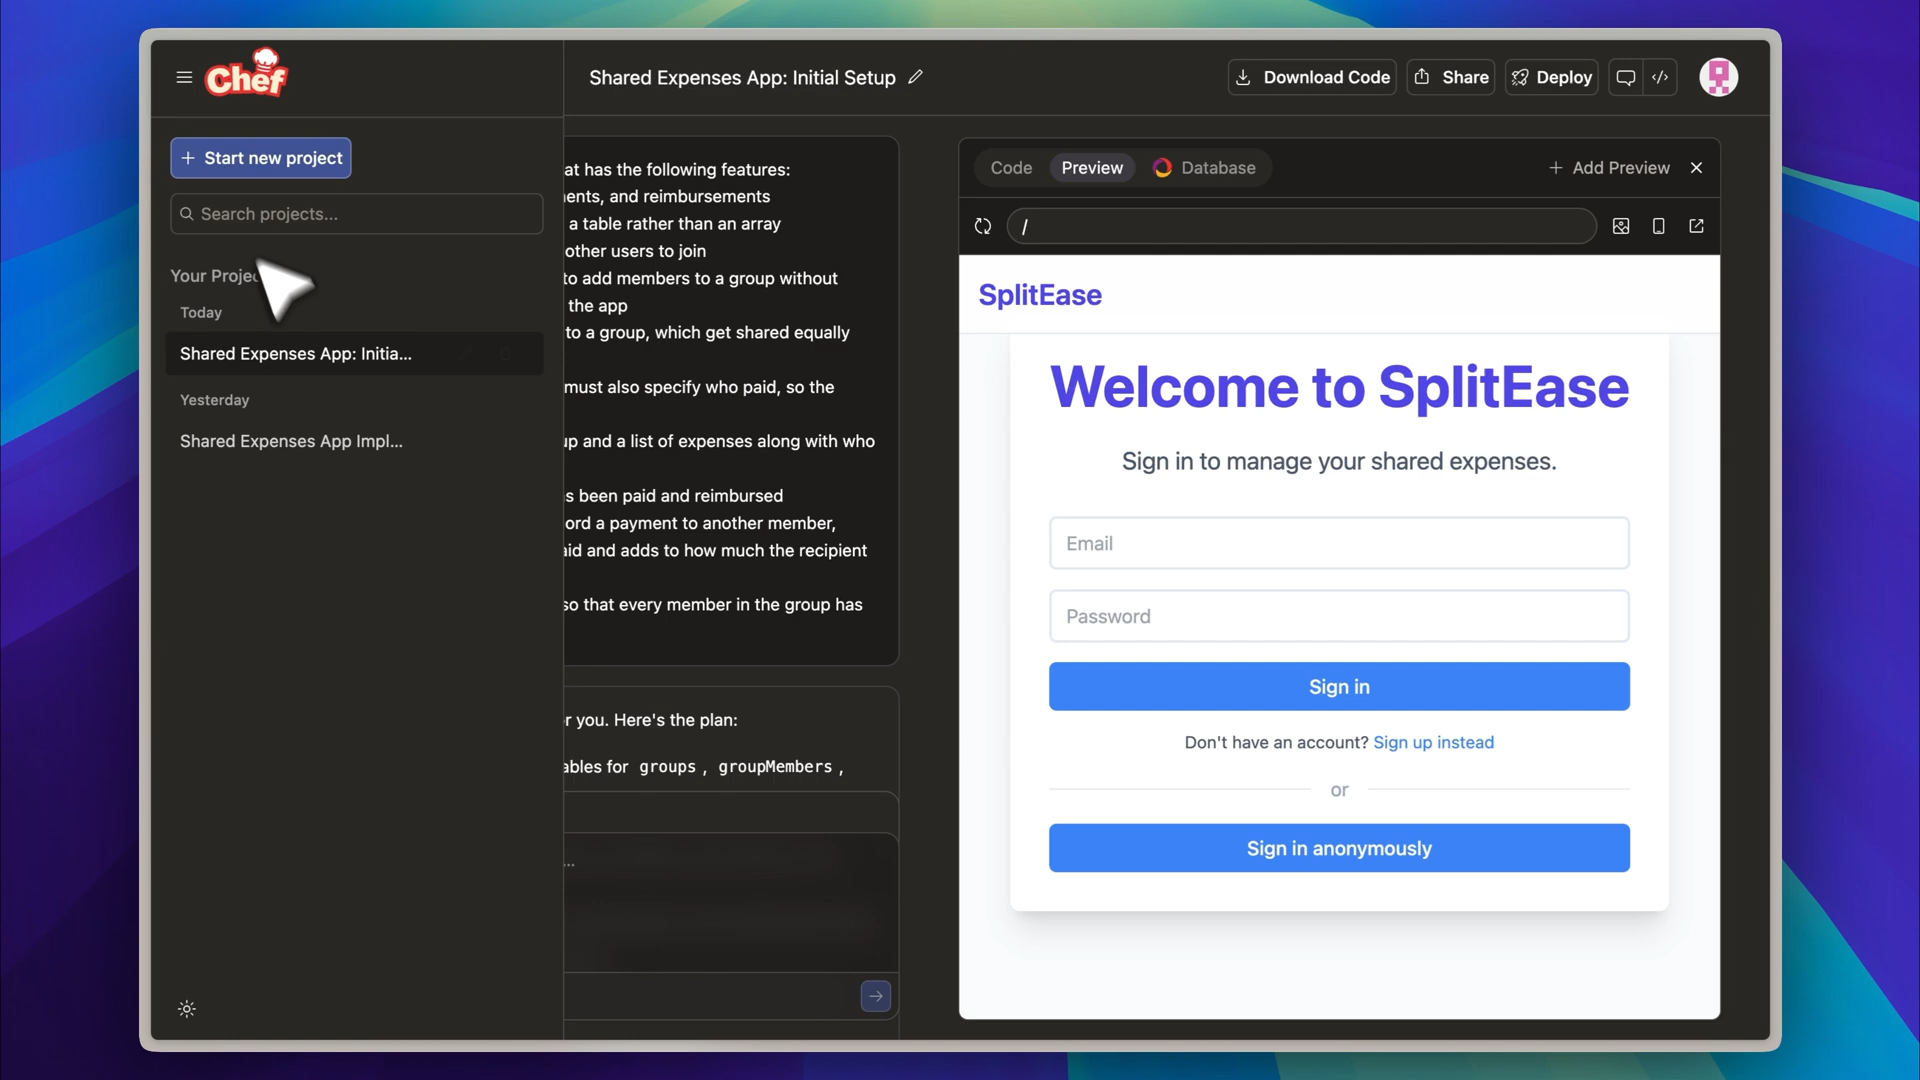 Chef
Shared Expenses App: Initial Setup
Download Code
Share
Deploy
+ Start new project
Search projects...
Your Projec
Today
Shared Expenses App: Initia...
Yesterday
Shared Expenses App Impl...
at has the following features:
ents, and reimbursements
a table rather than an array
other users to join
to add members to a group without
the app
to a group, which get shared equally
must also specify who paid, so the
up and a list of expenses along with who
s been paid and reimbursed
ord a payment to another member,
aid and adds to how much the recipient
so that every member in the group has
r you. Here's the plan:
ables for groups, groupMembers,
...
Code
Preview
Database
+ Add Preview
/
SplitEase
Welcome to SplitEase
Sign in to manage your shared expenses.
Email
Password
Sign in
Don't have an account? Sign up instead
or
Sign in anonymously